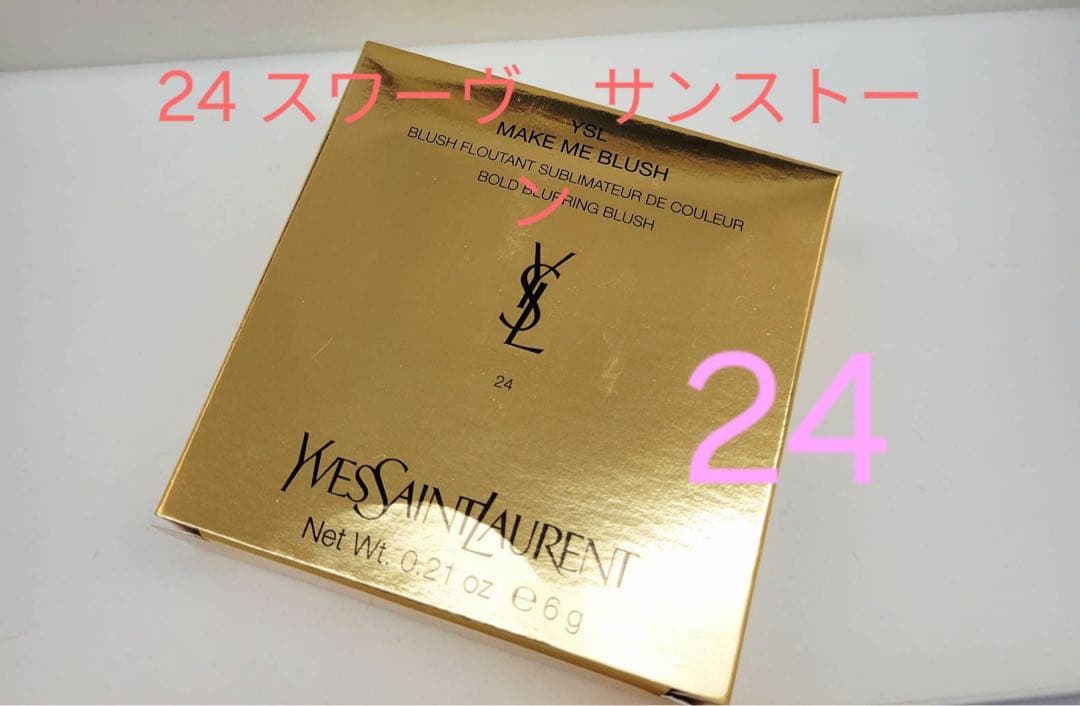 24 スワーヴ　サンストー
ン
YSL
MAKE ME BLUSH
BLUSH FLOUTANT SUBLIMATEUR DE COULEUR
BOLD BLURRING BLUSH
YSL
24
24
YVESSAINTLAURENT
Net Wt. 0.21 oz ℮6 g